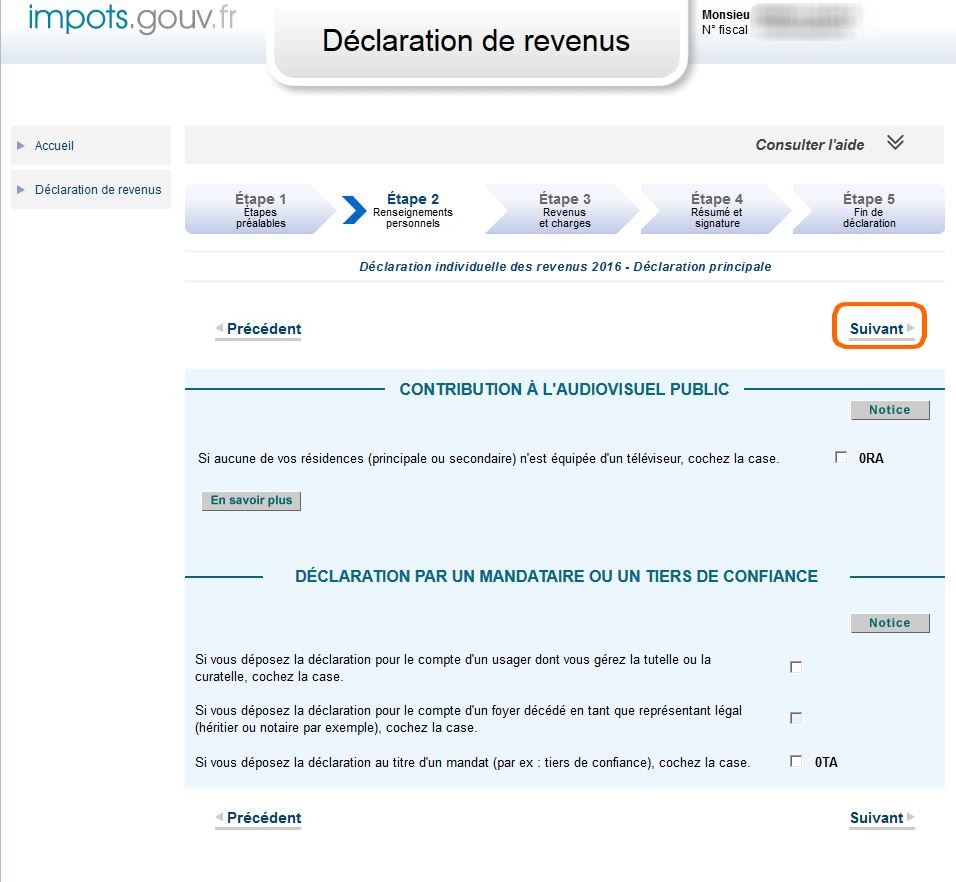 impots.gouv.fr
Déclaration de revenus
Monsieu
N° fiscal
Accueil
Déclaration de revenus
Consulter l'aide
Étape 1
Étapes
préalables
Étape 2
Renseignements
personnels
Étape 3
Revenus
et charges
Étape 4
Résumé et
signature
Étape 5
Fin de
déclaration
Déclaration individuelle des revenus 2016 - Déclaration principale
Précédent
Suivant
CONTRIBUTION À L'AUDIOVISUEL PUBLIC
Notice
Si aucune de vos résidences (principale ou secondaire) n'est équipée d'un téléviseur, cochez la case.
0RA
En savoir plus
DÉCLARATION PAR UN MANDATAIRE OU UN TIERS DE CONFIANCE
Notice
Si vous déposez la déclaration pour le compte d'un usager dont vous gérez la tutelle ou la
curatelle, cochez la case.
Si vous déposez la déclaration pour le compte d'un foyer décédé en tant que représentant légal
(héritier ou notaire par exemple), cochez la case.
Si vous déposez la déclaration au titre d'un mandat (par ex : tiers de confiance), cochez la case.
0TA
Précédent
Suivant